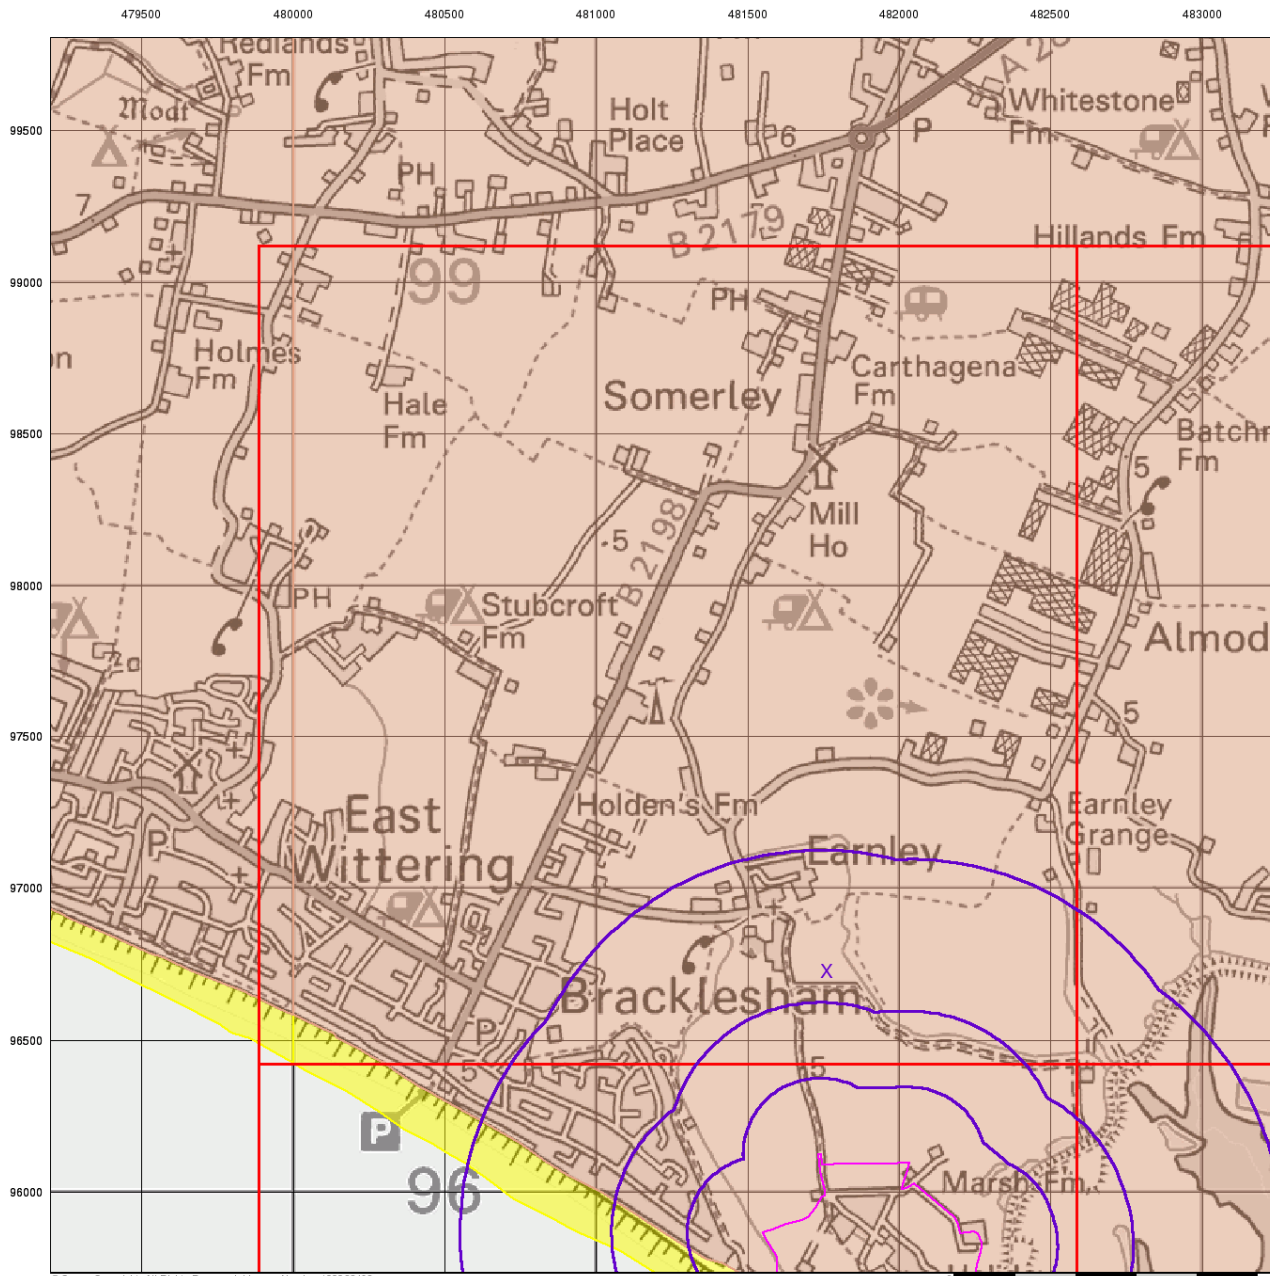 479500 480000 480500 481000 481500 482000 482500 483000
Redlands
Fm
A 28
Moat
Holt
Place
Whitestone
Fm
99500
6
P
PH
7
B 2179
Hillands Fm
99
99000
PH
Holmes
Fm
Carthagena
Fm
Somerley
Hale
Fm
98500
Batchm
Fm
5
Mill
Ho
B 2198
5
98000
PH
Stubcroft
Fm
Almod
5
97500
Holden's Fm
Earnley
Grange
East
Wittering
P
Earnley
97000
X
Bracklesham
P
96500
5
5
P
96
96000
Marsh Fm